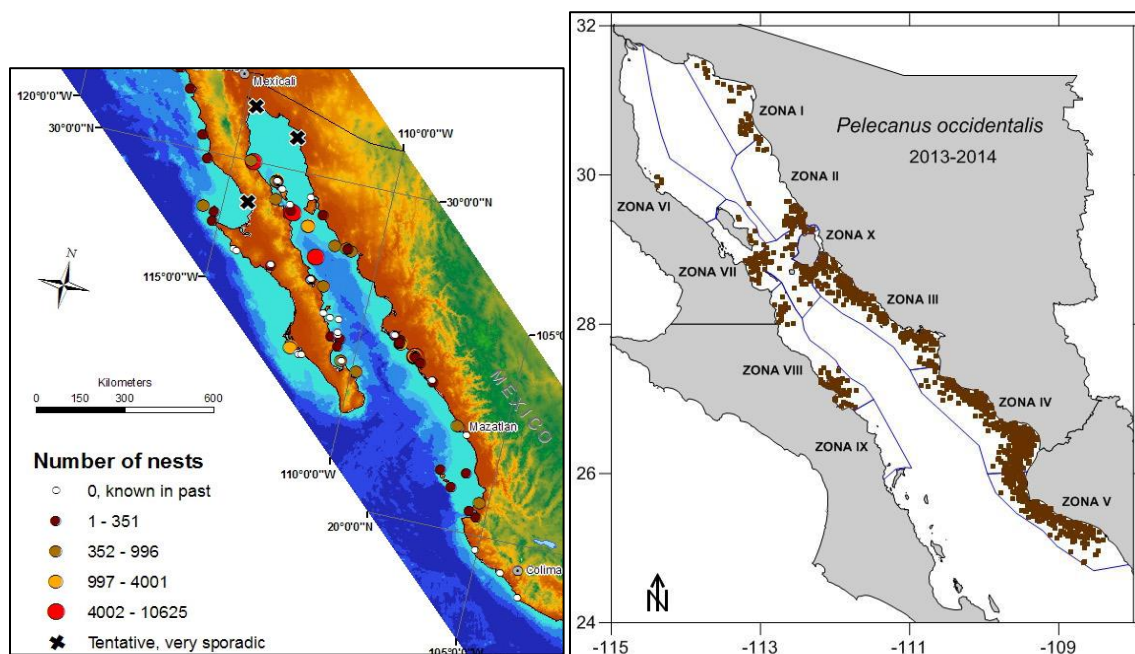 Mexicali
120°0'0"W
30°0'0"N
110°0'0"W
30°0'0"N
N
115°0'0"W
105°
MEXICO
Kilometers
0 150 300 600
Mazatlan
Number of nests
110°0'0"W
0, known in past
20°0'0"N
1 - 351
352 - 996
997 - 4001
Colima
4002 - 10625
Tentative, very sporadic
105°0'0"W
32
ZONA I
Pelecanus occidentalis
2013-2014
30
ZONA II
ZONA VI
ZONA X
ZONA VII
ZONA III
28
ZONA VIII
ZONA IV
ZONA IX
26
ZONA V
N
24
-115 -113 -111 -109